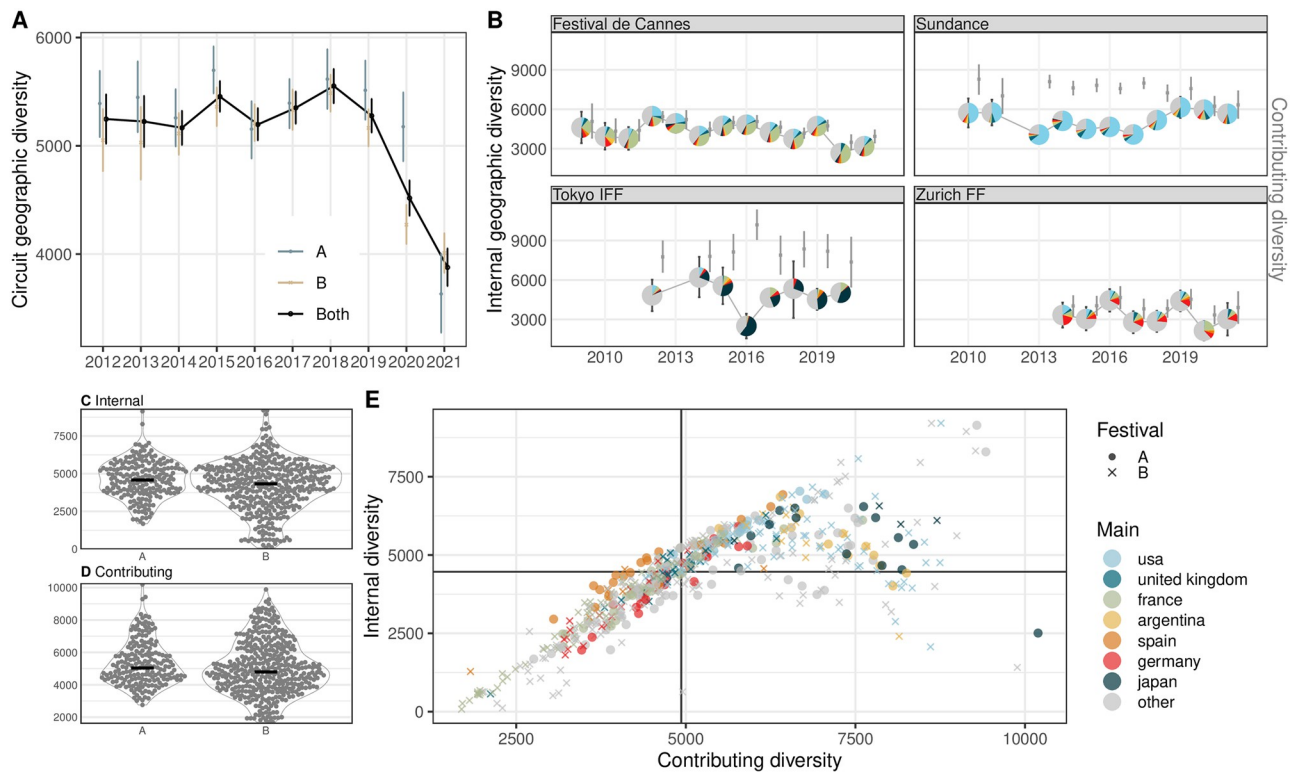 A
Circuit geographic diversity
6000
5000
4000
A
B
Both
2012 2013 2014 2015 2016 2017 2018 2019 2020 2021
B
Internal geographic diversity
Contributing diversity
Festival de Cannes
Sundance
9000
6000
3000
Tokyo IFF
Zurich FF
9000
6000
3000
2010 2013 2016 2019
2010 2013 2016 2019
C Internal
7500
5000
2500
0
A B
D Contributing
10000
8000
6000
4000
2000
A B
E
Internal diversity
7500
5000
2500
0
2500 5000 7500 10000
Contributing diversity
Festival
A
B
Main
usa
united kingdom
france
argentina
spain
germany
japan
other